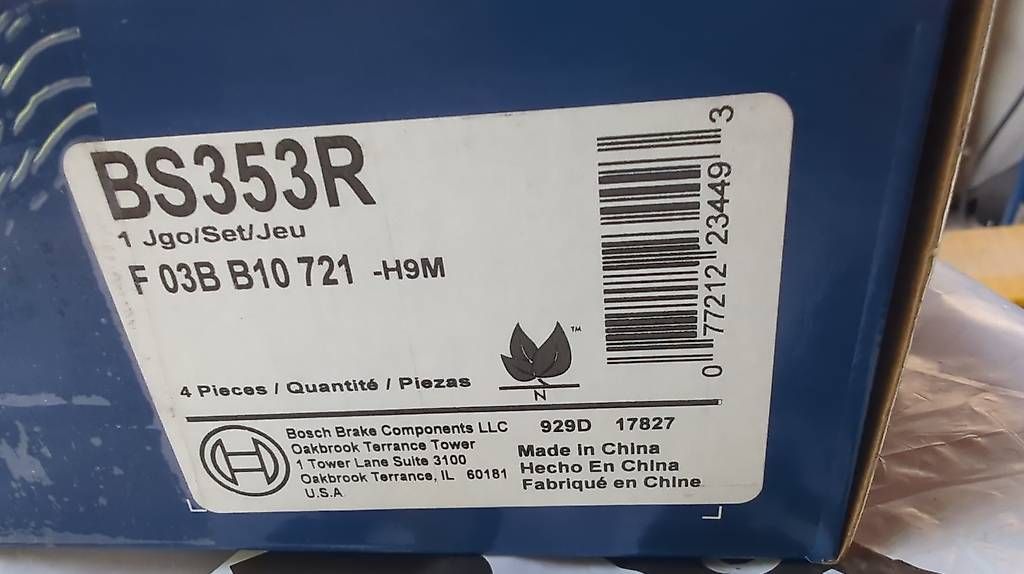 BS353R
1 Jgo/Set/Jeu
F 03B B10 721 -H9M
0 77212 23449 3
TM
N
4 Pieces / Quantité / Piezas
Bosch Brake Components LLC
Oakbrook Terrance Tower
1 Tower Lane Suite 3100
Oakbrook Terrance, IL 60181
U.S.A
929D 17827
Made In China
Hecho En China
Fabriqué en Chine